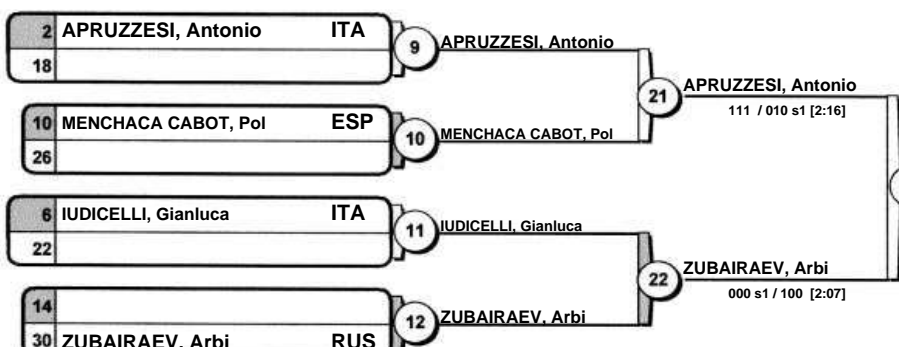 2 APRUZZESI, Antonio ITA
18
9 APRUZZESI, Antonio
10 MENCHACA CABOT, Pol ESP
26
10 MENCHACA CABOT, Pol
21 APRUZZESI, Antonio
111 / 010 s1 [2:16]
6 IUDICELLI, Gianluca ITA
22
11 IUDICELLI, Gianluca
14
30 ZUBAIRAEV, Arbi RUS
12 ZUBAIRAEV, Arbi
22 ZUBAIRAEV, Arbi
000 s1 / 100 [2:07]